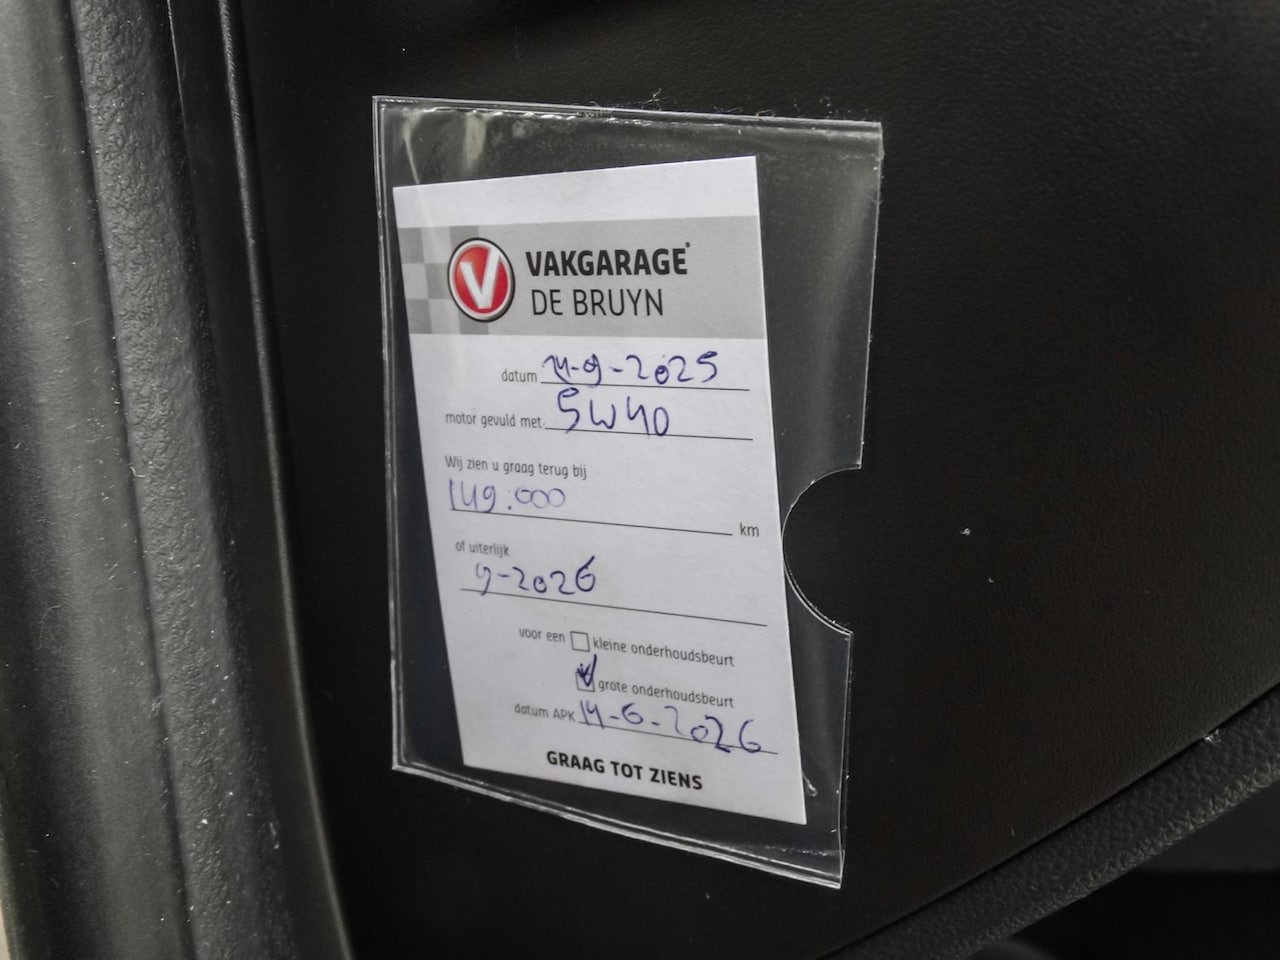 V
VAKGARAGE
DE BRUYN
datum 24-9-2025
motor gevuld met: 5W40
Wij zien u graag terug bij
149.000 km
of uiterlijk
9-2026
voor een kleine onderhoudsbeurt
grote onderhoudsbeurt
datum APK 14-6-2026
GRAAG TOT ZIENS